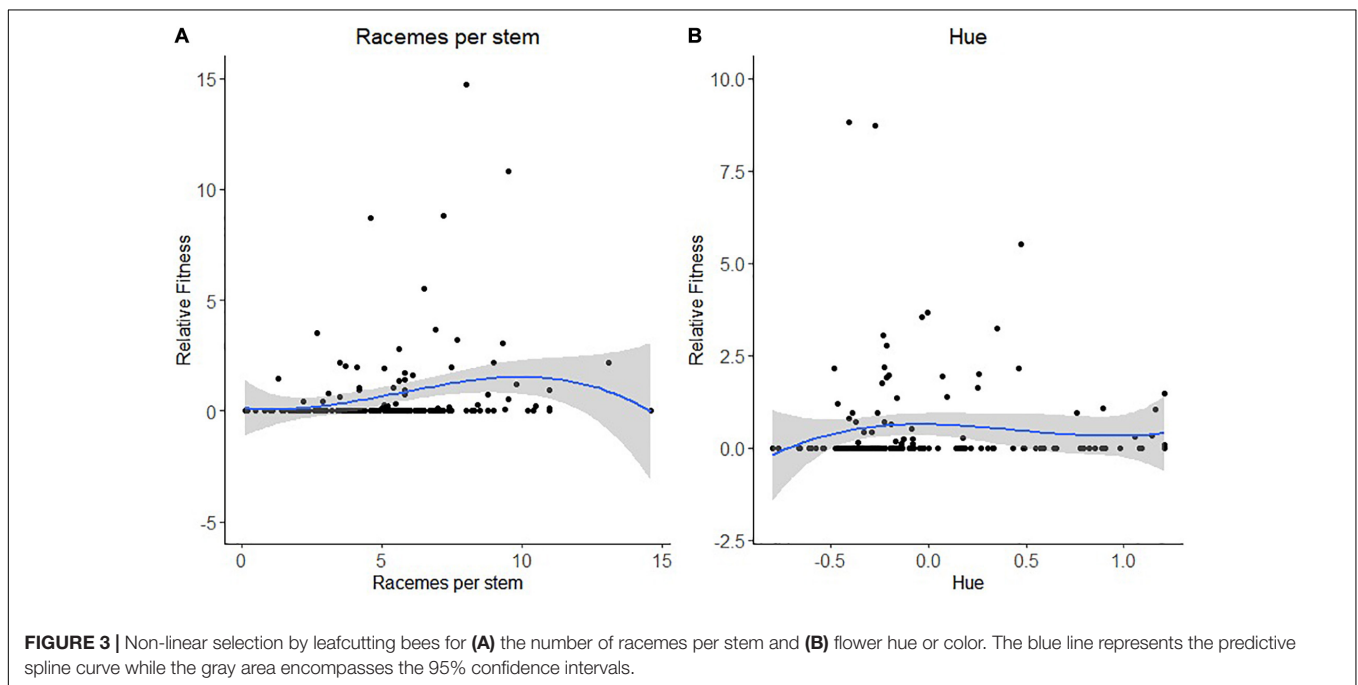 A
Racemes per stem
15
10
5
0
-5
Relative Fitness
0 5 10 15
Racemes per stem
B
Hue
10.0
7.5
5.0
2.5
0.0
-2.5
Relative Fitness
-0.5 0.0 0.5 1.0
Hue
FIGURE 3 | Non-linear selection by leafcutting bees for (A) the number of racemes per stem and (B) flower hue or color. The blue line represents the predictive
spline curve while the gray area encompasses the 95% confidence intervals.